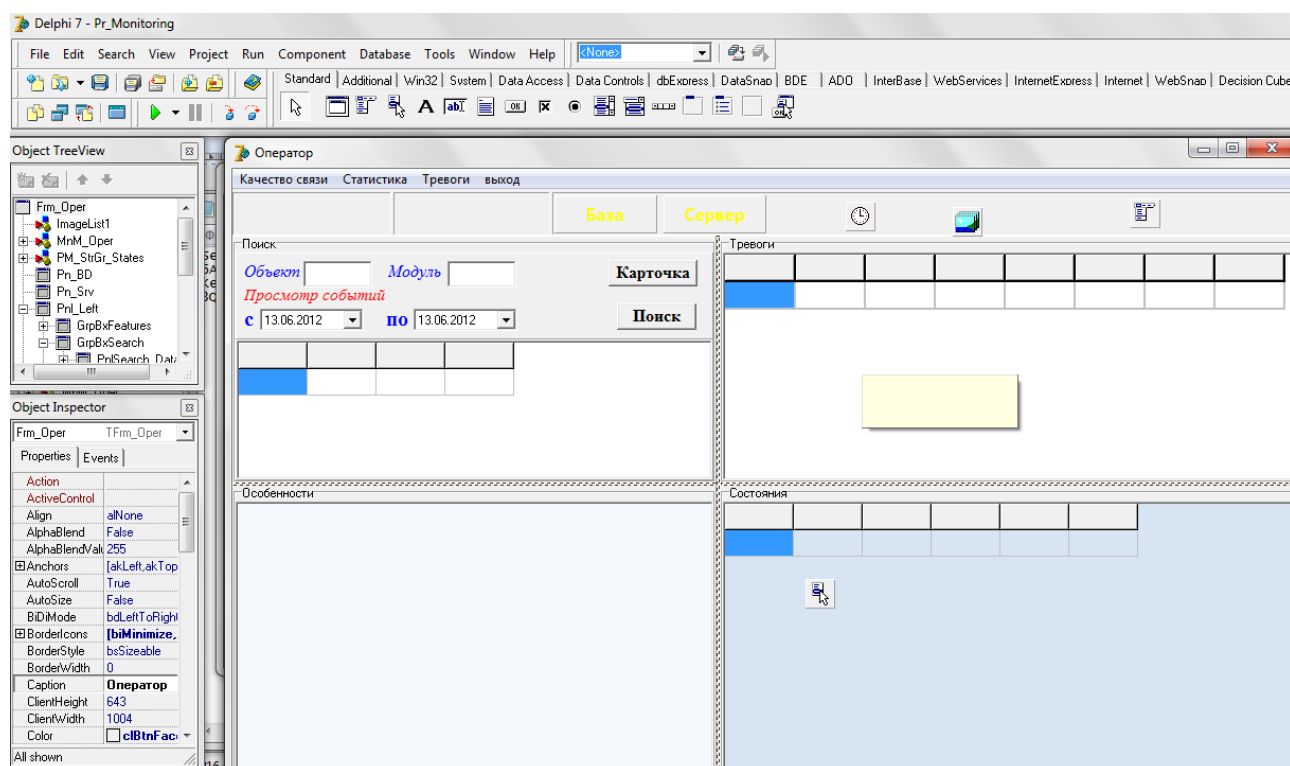 Delphi 7 - Pr_Monitoring
File Edit Search View Project Run Component Database Tools Window Help <None>
Standard Additional Win32 System Data Access Data Controls dbExpress DataSnap BDE ADO InterBase WebServices InternetExpress Internet WebSnap Decision Cube
Object TreeView
Frm_Oper
ImageList1
MnM_Oper
PM_StrGr_States
Pn_BD
Pn_Srv
Pnl_Left
GrpBxFeatures
GrpBxSearch
PnlSearch_Data
Object Inspector
Frm_Oper TFrm_Oper
Properties Events
Action
ActiveControl
Align alNone
AlphaBlend False
AlphaBlendValu 255
Anchors [akLeft,akTop
AutoScroll True
AutoSize False
BiDiMode bdLeftToRight
BorderIcons [biMinimize,
BorderStyle bsSizeable
BorderWidth 0
Caption Оператор
ClientHeight 643
ClientWidth 1004
Color clBtnFac
All shown
Оператор
Качество связи Статистика Тревоги выход
База Сервер
Поиск
Объект Модуль Карточка
Просмотр событий
с 13.06.2012 по 13.06.2012 Поиск
Тревоги
Особенности
Состояния